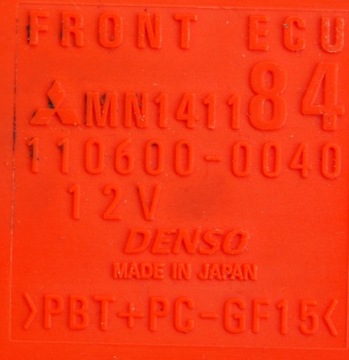 FRONT ECU
MN141184
110600-0040
12V
DENSO
MADE IN JAPAN
>PBT+PC-GF15<